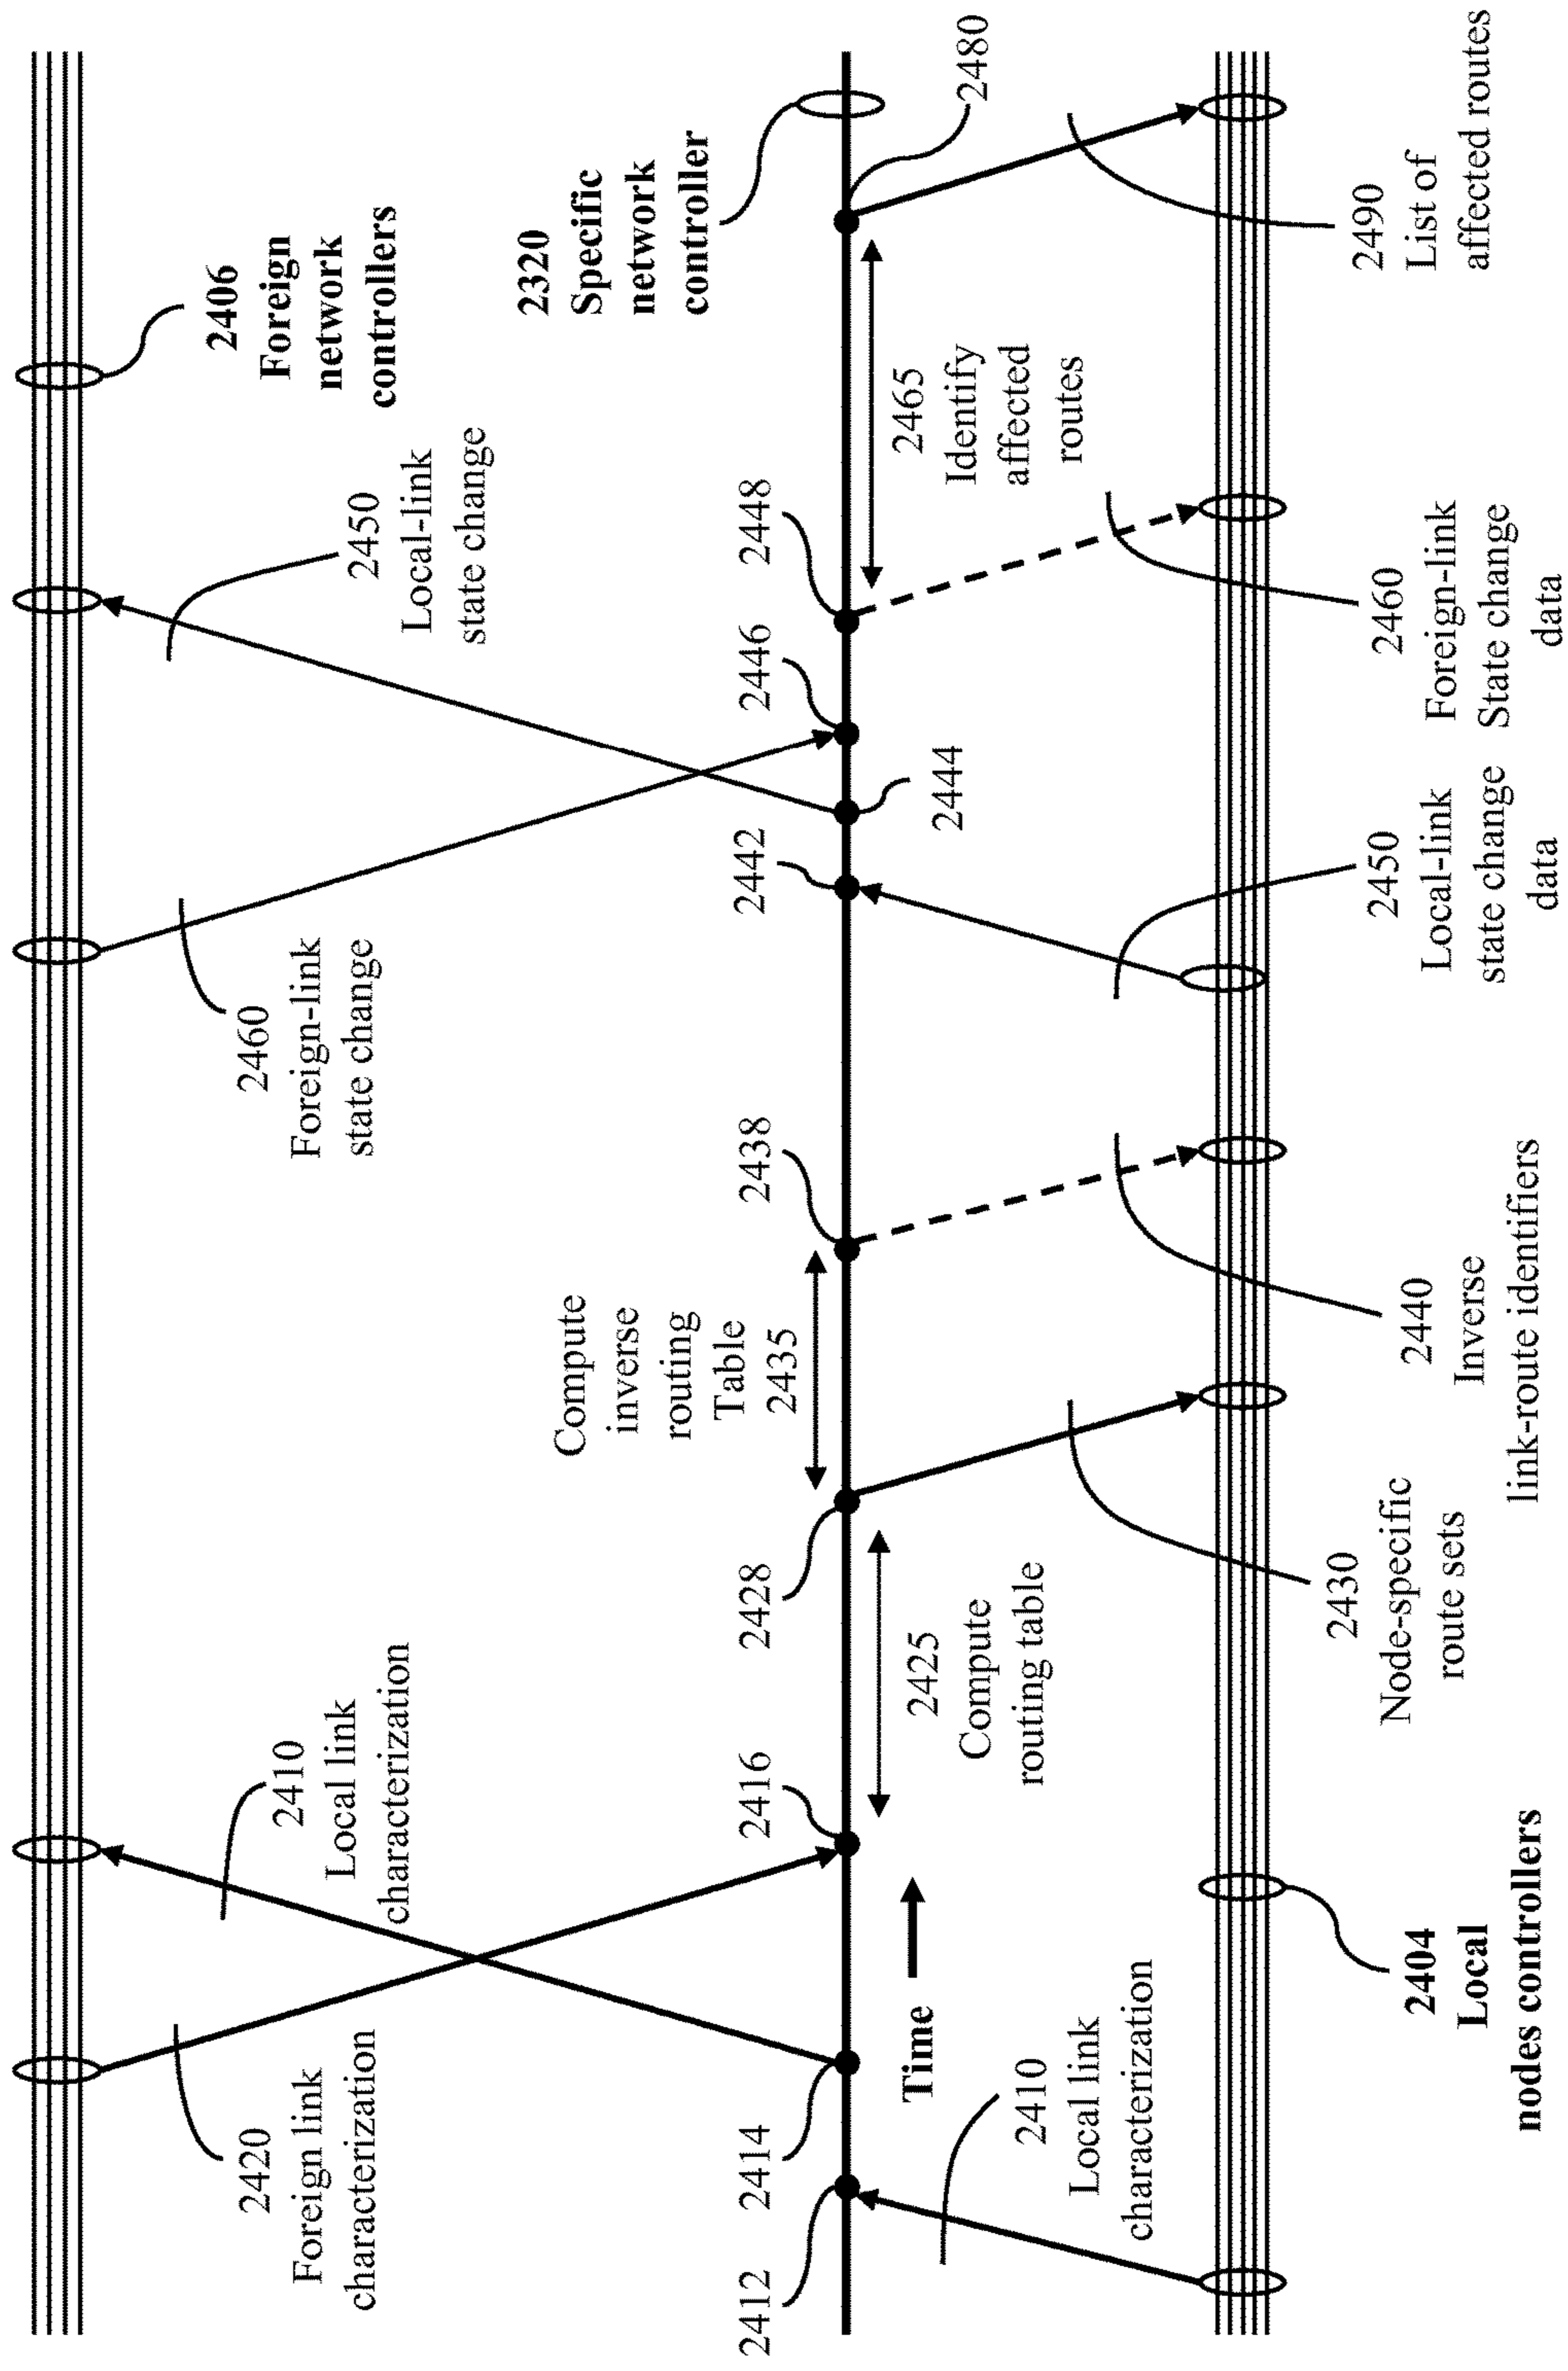 2406
Foreign
network
controllers
2420
Foreign link
characterization
2410
Local link
characterization
2460
Foreign-link
state change
2450
Local-link
state change
2320
Specific
network
controller
2412
2414
2416
2428
Compute
inverse
routing
Table
2435
2438
2442
2444
2446
2448
2480
Time
2425
Compute
routing table
2465
Identify
affected
routes
2410
Local link
characterization
2404
Local
nodes controllers
2430
Node-specific
route sets
2440
Inverse
link-route identifiers
2450
Local-link
state change
data
2460
Foreign-link
State change
data
2490
List of
affected routes